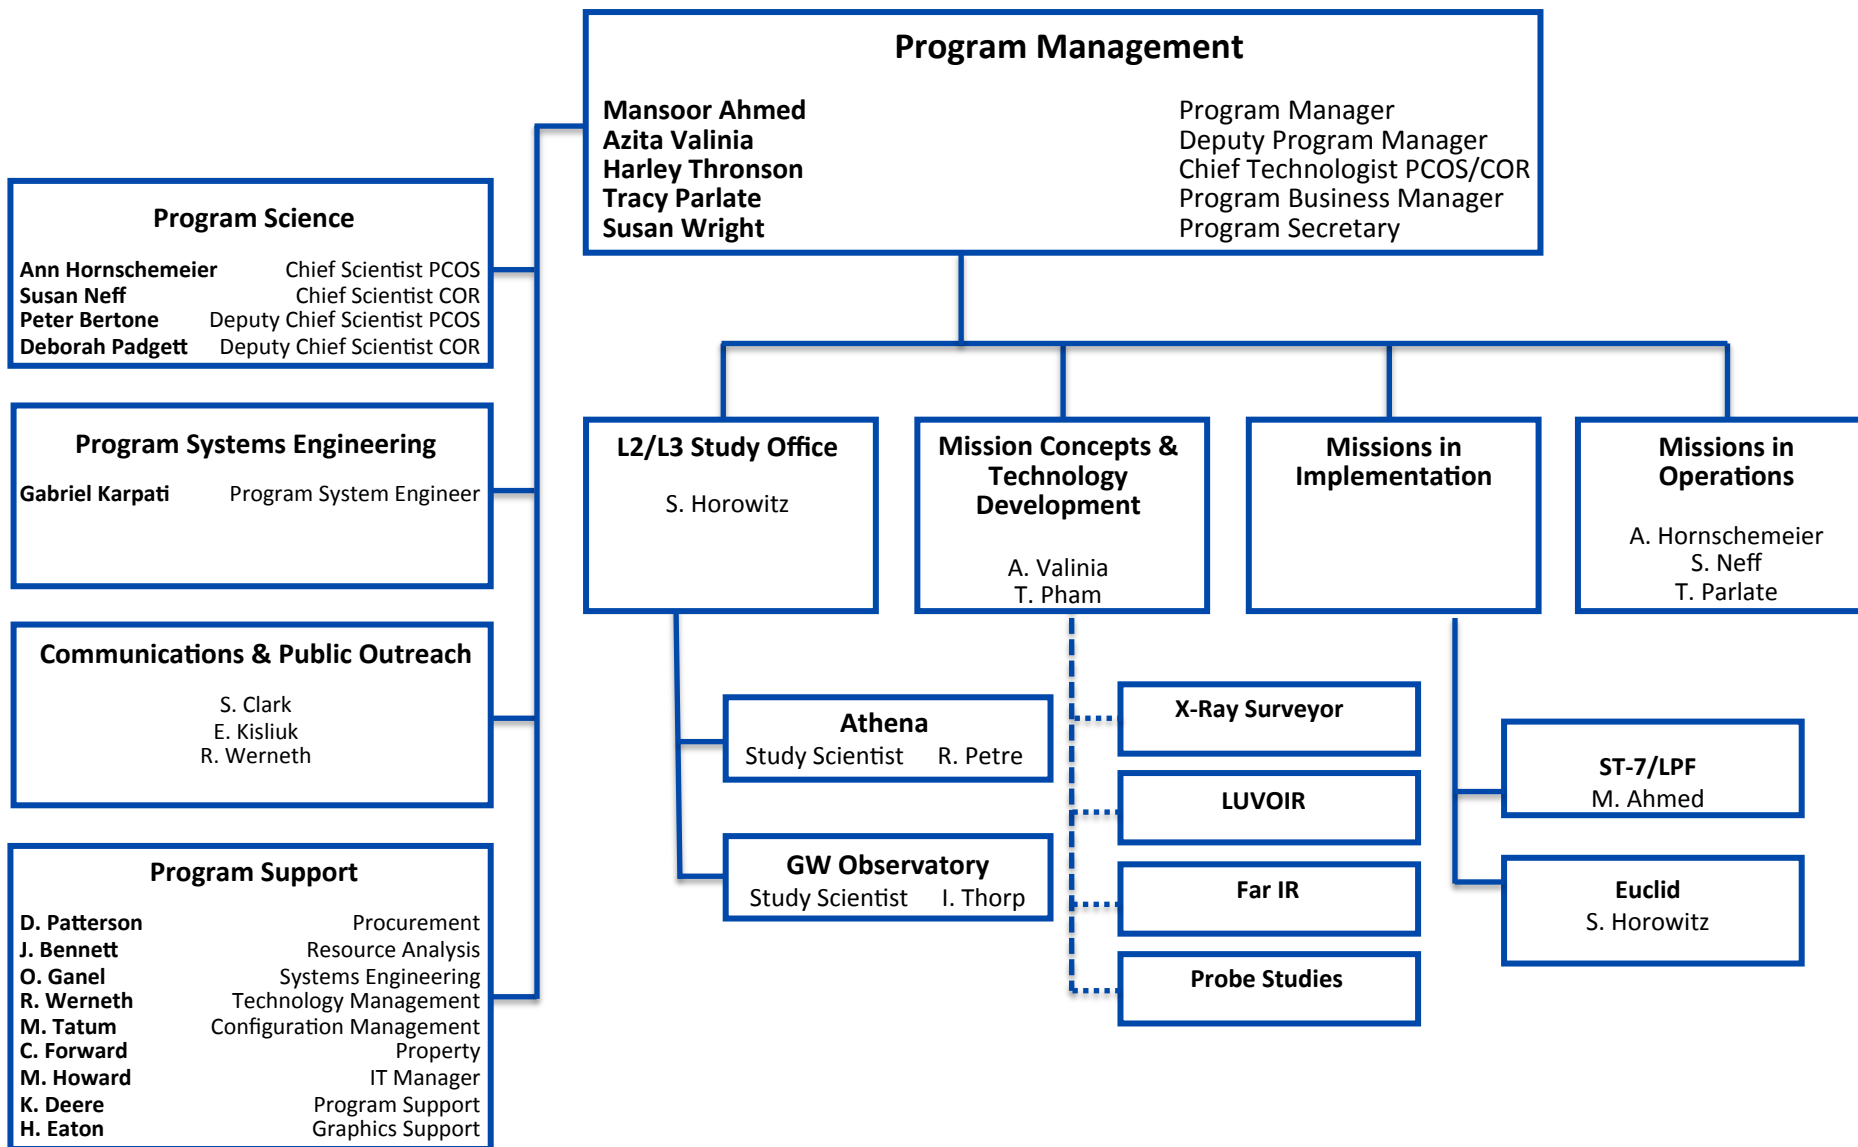 Program Management
Mansoor Ahmed Program Manager
Azita Valinia Deputy Program Manager
Harley Thronson Chief Technologist PCOS/COR
Tracy Parlate Program Business Manager
Susan Wright Program Secretary
Program Science
Ann Hornschemeier Chief Scientist PCOS
Susan Neff Chief Scientist COR
Peter Bertone Deputy Chief Scientist PCOS
Deborah Padgett Deputy Chief Scientist COR
Program Systems Engineering
Gabriel Karpati Program System Engineer
Communications & Public Outreach
S. Clark
E. Kisliuk
R. Werneth
Program Support
D. Patterson Procurement
J. Bennett Resource Analysis
O. Ganel Systems Engineering
R. Werneth Technology Management
M. Tatum Configuration Management
C. Forward Property
M. Howard IT Manager
K. Deere Program Support
H. Eaton Graphics Support
L2/L3 Study Office
S. Horowitz
Mission Concepts &
Technology
Development
A. Valinia
T. Pham
Missions in
Implementation
Missions in
Operations
A. Hornschemeier
S. Neff
T. Parlate
Athena
Study Scientist R. Petre
GW Observatory
Study Scientist I. Thorp
X-Ray Surveyor
LUVOIR
Far IR
Probe Studies
ST-7/LPF
M. Ahmed
Euclid
S. Horowitz